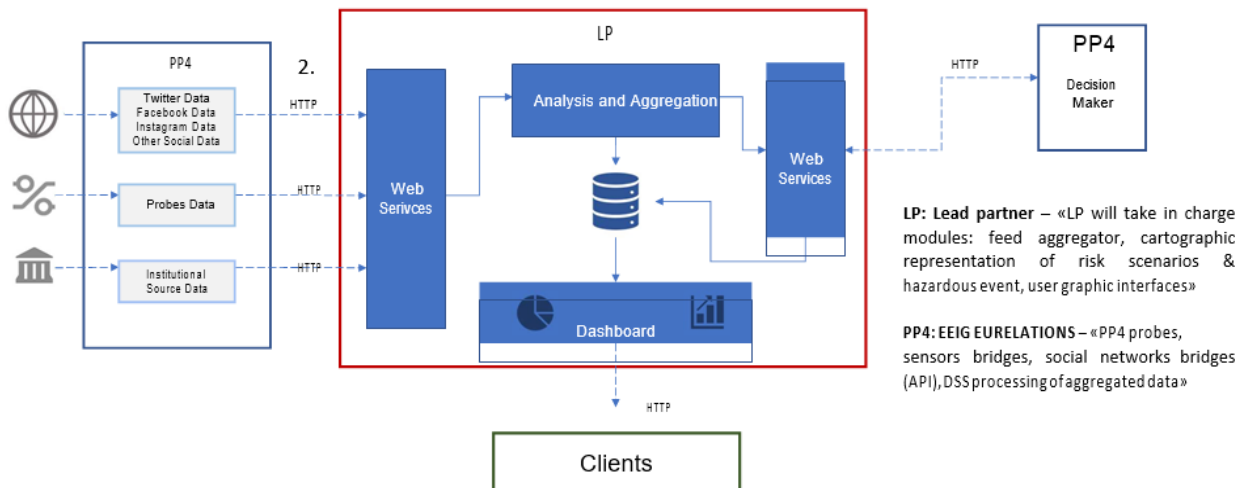 PP4
Twitter Data
Facebook Data
Instagram Data
Other Social Data
Probes Data
Institutional
Source Data
2.
HTTP
HTTP
HTTP
LP
Web
Serivces
Analysis and Aggregation
Web
Services
Dashboard
HTTP
Clients
HTTP
PP4
Decision
Maker
LP: Lead partner – «LP will take in charge
modules: feed aggregator, cartographic
representation of risk scenarios &
hazardous event, user graphic interfaces»
PP4: EEIG EURELATIONS – «PP4 probes,
sensors bridges, social networks bridges
(API), DSS processing of aggregated data»